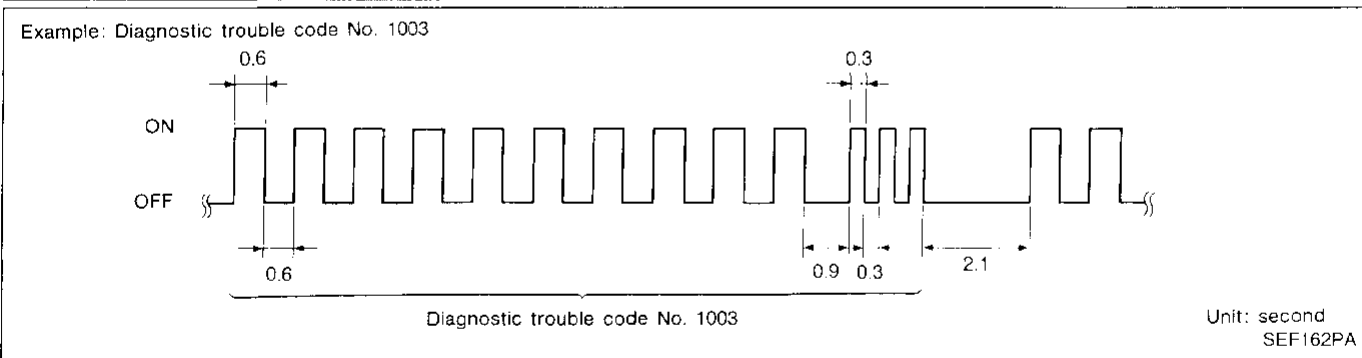 Example: Diagnostic trouble code No. 1003
0.6
0.3
ON
OFF
0.6
0.9
0.3
2.1
Diagnostic trouble code No. 1003
Unit: second
SEF162PA